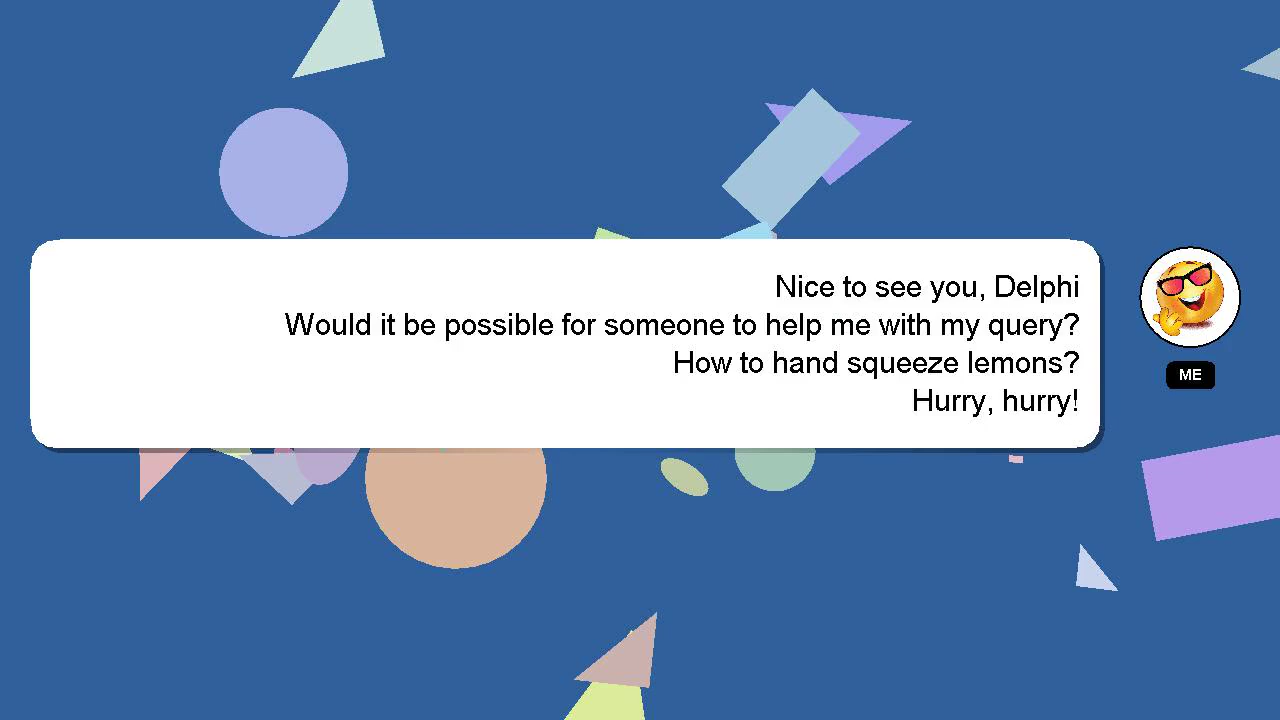 Nice to see you, Delphi
Would it be possible for someone to help me with my query?
How to hand squeeze lemons?
Hurry, hurry!
ME